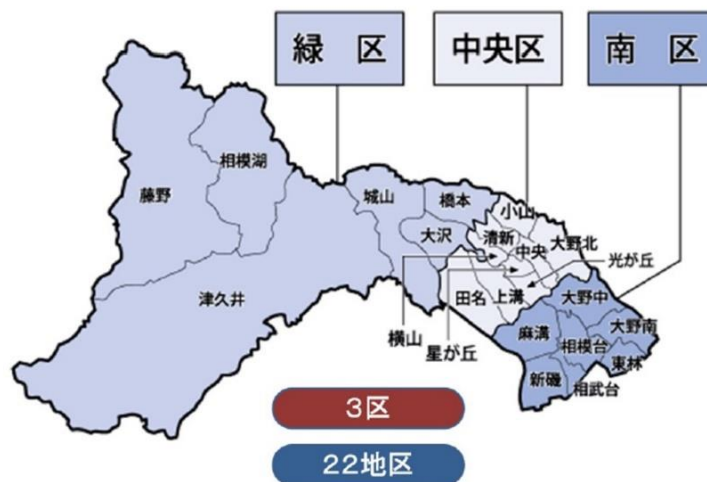 緑 区
中央区
南 区
相模湖
藤野
城山
橋本
小山
大沢
清新
中央
大野北
光が丘
津久井
田名
上溝
大野中
横山
星が丘
麻溝
大野南
相模台
東林
新磯
相武台
3区
22地区